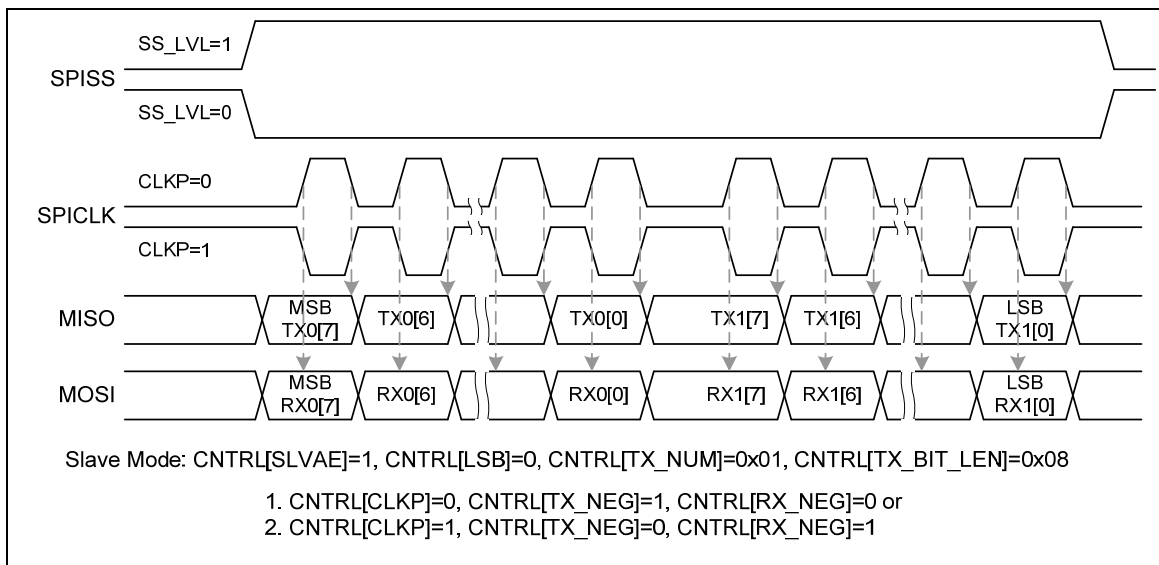 SS_LVL=1
SPISS
SS_LVL=0
CLKP=0
SPICLK
CLKP=1
MISO
MSB
TX0[7]
TX0[6]
TX0[0]
TX1[7]
TX1[6]
LSB
TX1[0]
MOSI
MSB
RX0[7]
RX0[6]
RX0[0]
RX1[7]
RX1[6]
LSB
RX1[0]
Slave Mode: CNTRL[SLVAE]=1, CNTRL[LSB]=0, CNTRL[TX_NUM]=0x01, CNTRL[TX_BIT_LEN]=0x08
1. CNTRL[CLKP]=0, CNTRL[TX_NEG]=1, CNTRL[RX_NEG]=0 or
2. CNTRL[CLKP]=1, CNTRL[TX_NEG]=0, CNTRL[RX_NEG]=1